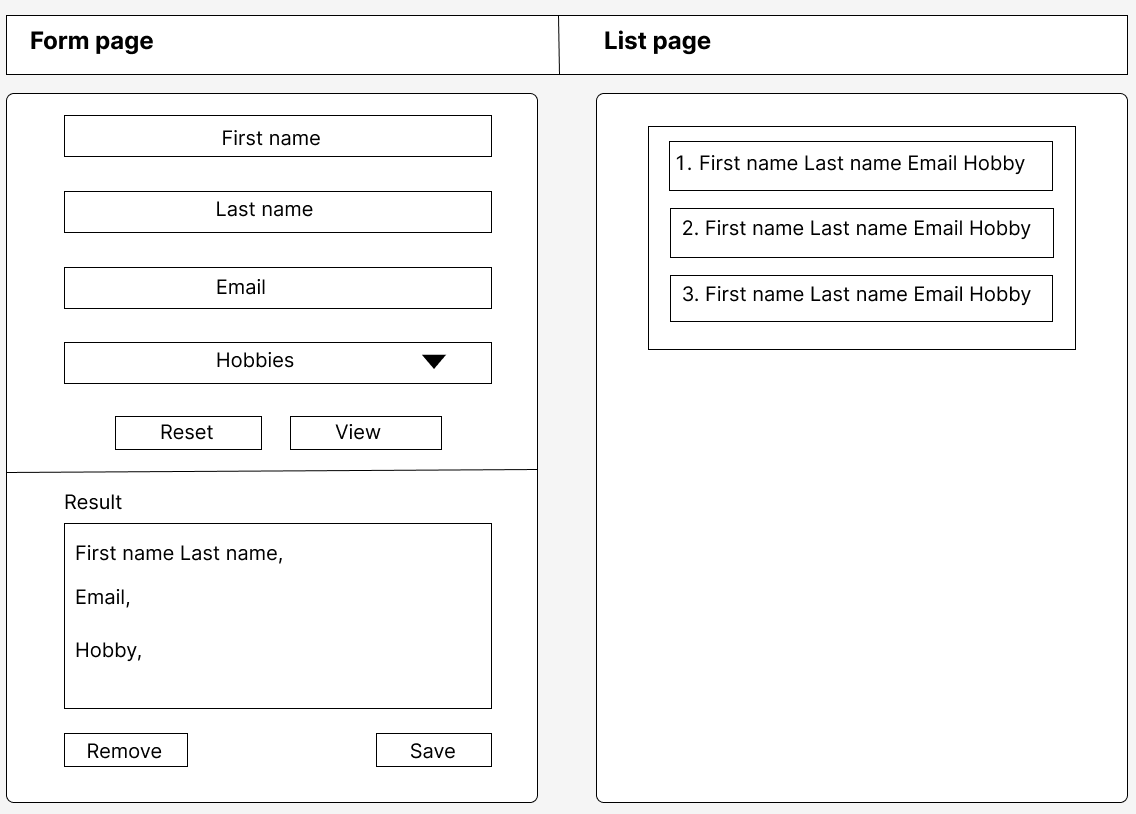 Form page
List page
First name
Last name
Email
Hobbies
Reset
View
Result
First name Last name,
Email,
Hobby,
Remove
Save
1. First name Last name Email Hobby
2. First name Last name Email Hobby
3. First name Last name Email Hobby